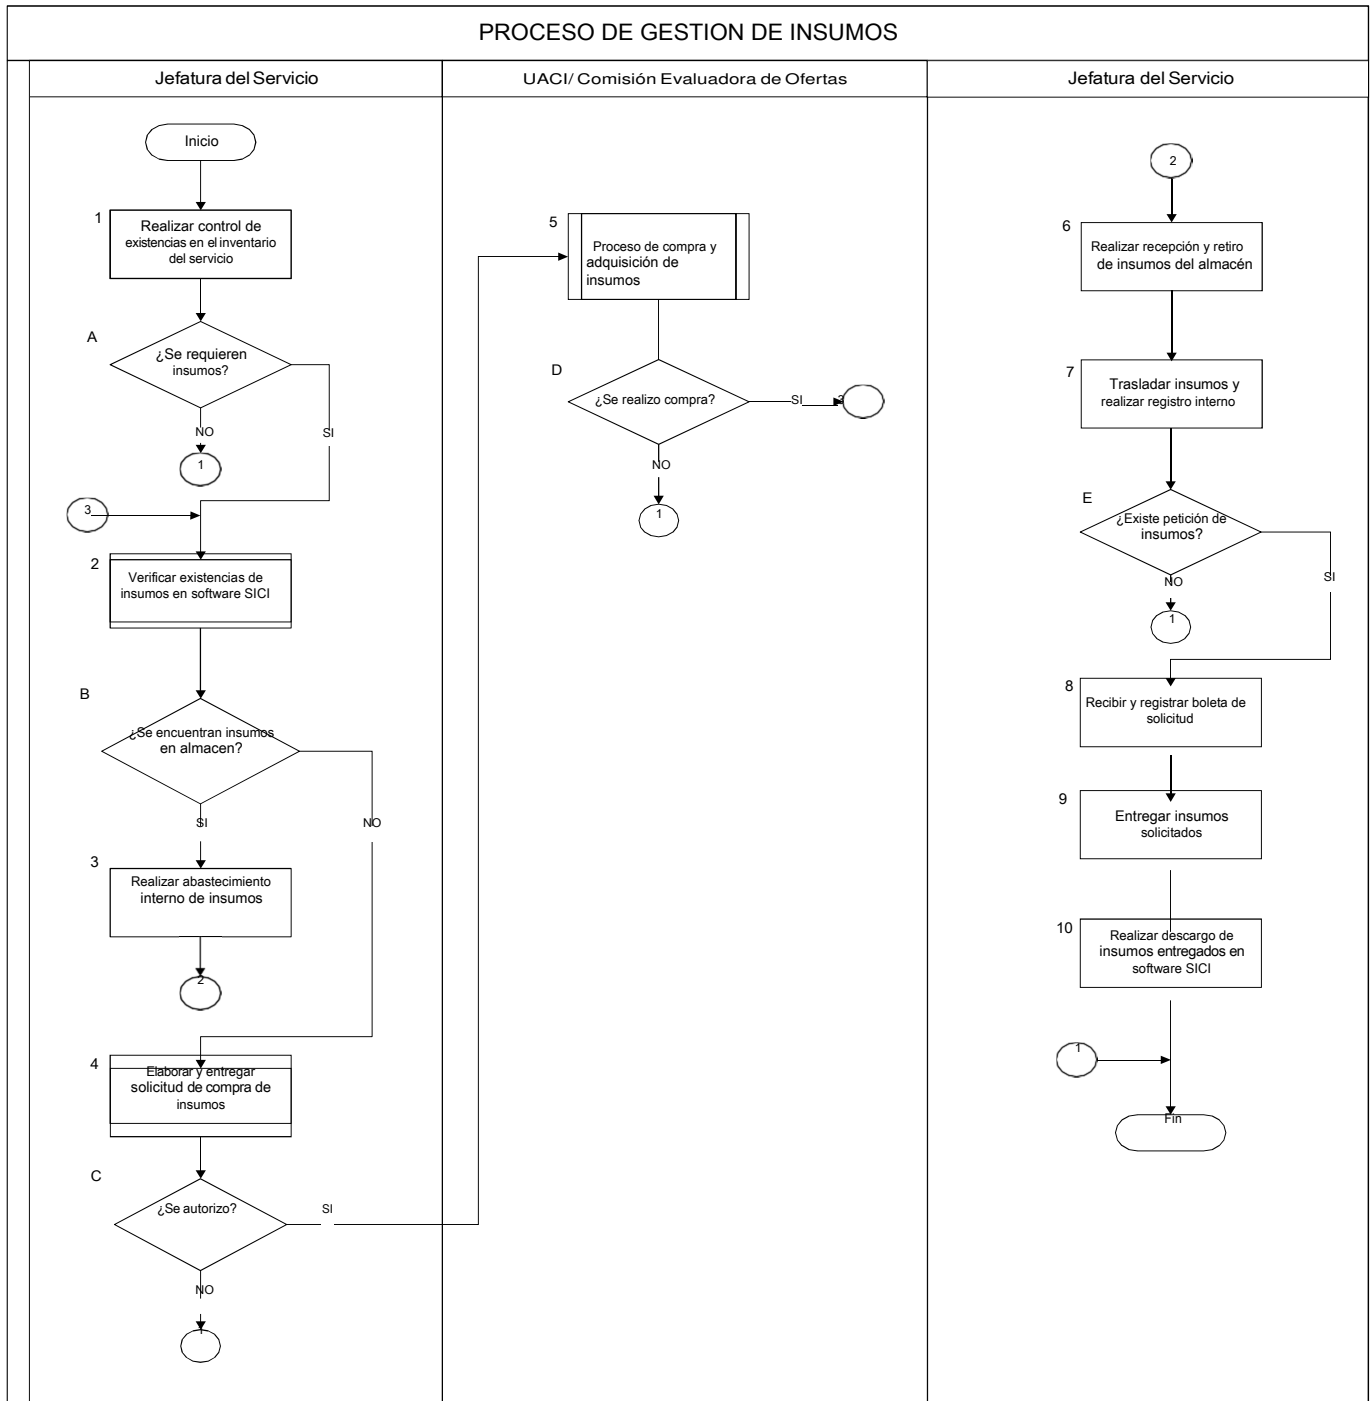 PROCESO DE GESTION DE INSUMOS
Jefatura del Servicio
UACI/ Comisión Evaluadora de Ofertas
Jefatura del Servicio
Inicio
1
Realizar control de
existencias en el inventario
del servicio
A
¿Se requieren
insumos?
NO
SI
1
3
2
Verificar existencias de
insumos en software SICI
B
¿Se encuentran insumos
en almacen?
SI
NO
3
Realizar abastecimiento
interno de insumos
2
4
Elaborar y entregar
solicitud de compra de
insumos
C
¿Se autorizo?
SI
NO
1
5
Proceso de compra y
adquisición de
insumos
D
¿Se realizo compra?
SI
3
NO
1
2
6
Realizar recepción y retiro
de insumos del almacén
7
Trasladar insumos y
realizar registro interno
E
¿Existe petición de
insumos?
NO
SI
1
8
Recibir y registrar boleta de
solicitud
9
Entregar insumos
solicitados
10
Realizar descargo de
insumos entregados en
software SICI
1
Fin